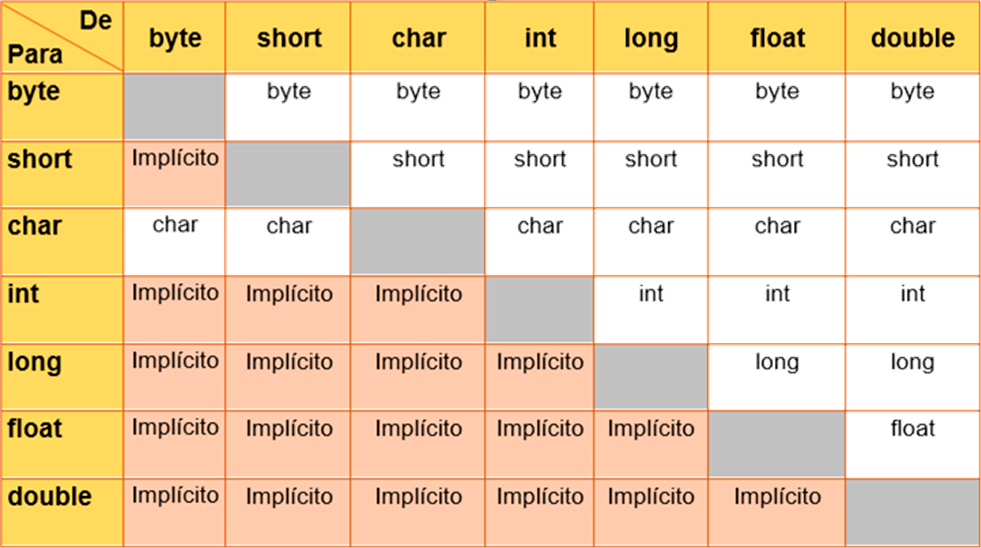 De
Para byte short char int long float double
byte byte byte byte byte byte byte
short Implícito short short short short short
char char char char char char char
int Implícito Implícito Implícito int int int
long Implícito Implícito Implícito Implícito long long
float Implícito Implícito Implícito Implícito Implícito float
double Implícito Implícito Implícito Implícito Implícito Implícito